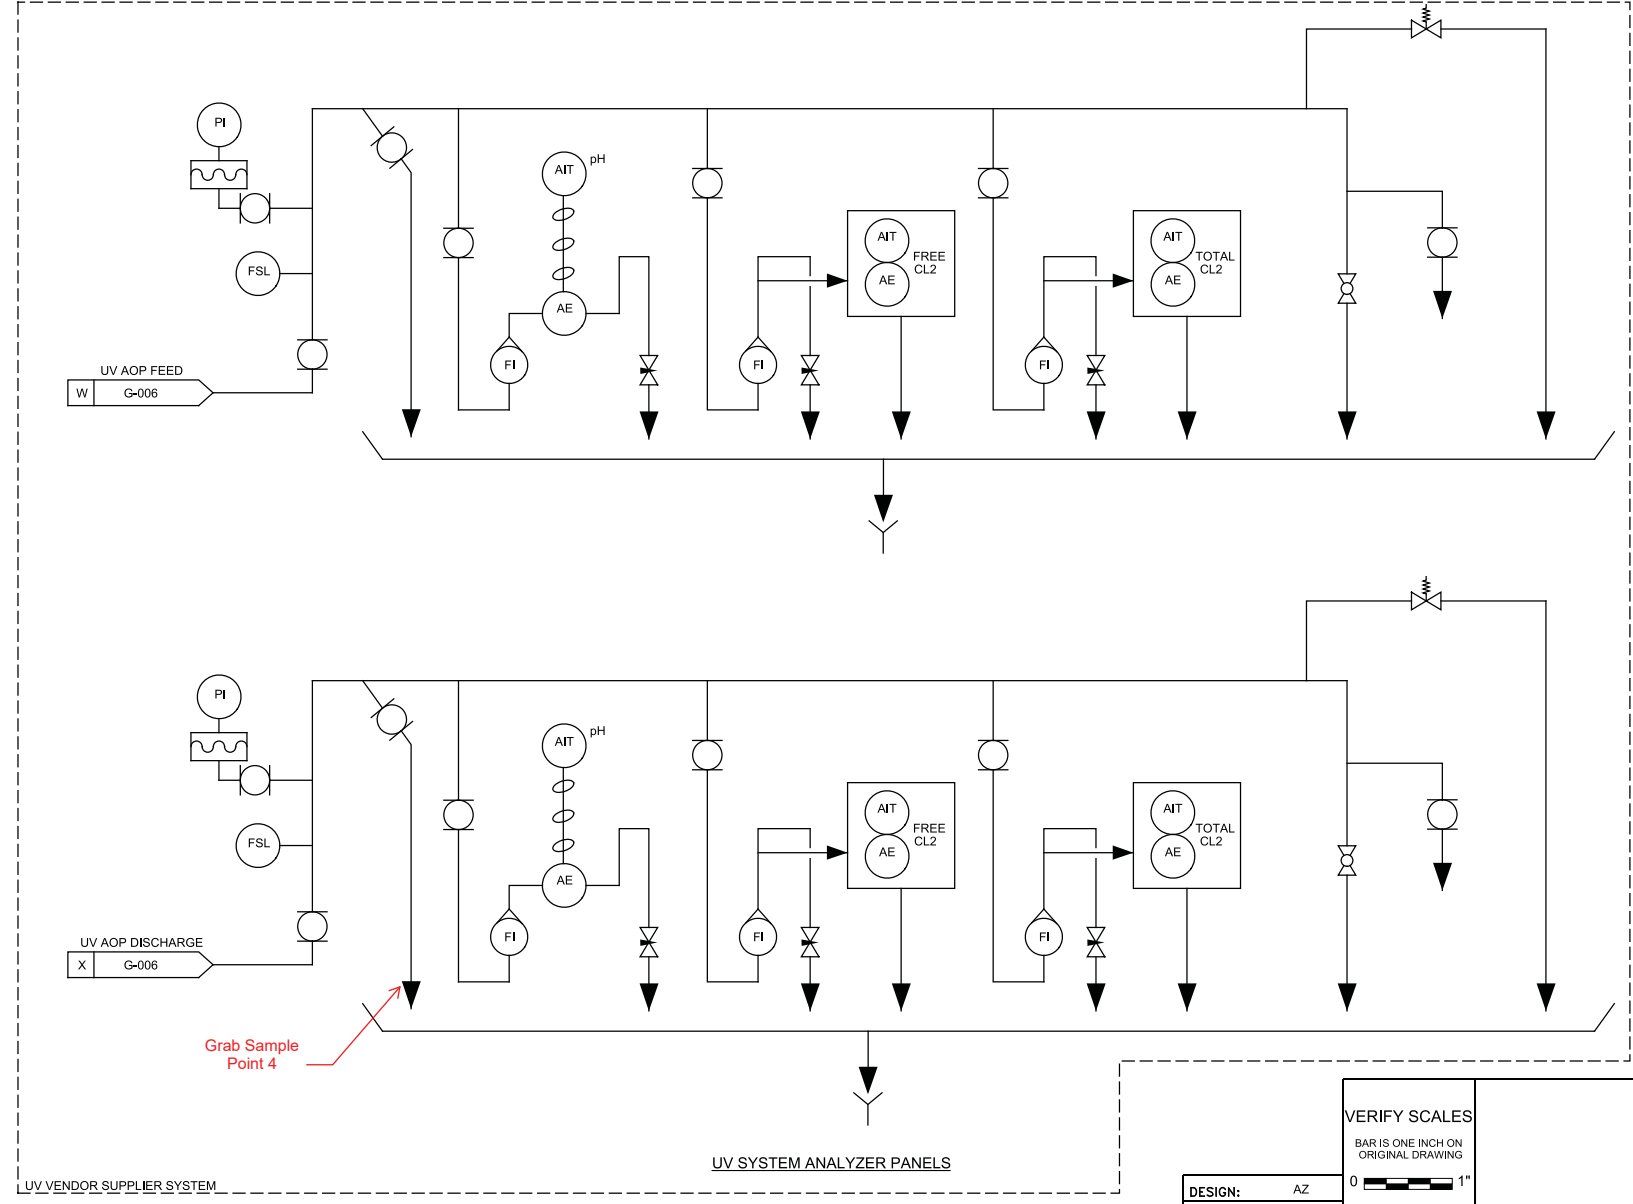 PI
FSL
UV AOP FEED
W G-006
AIT pH
AE
FI
FI
AIT
FREE
CL2
AE
FI
AIT
TOTAL
CL2
AE
PI
FSL
UV AOP DISCHARGE
X G-006
AIT pH
AE
FI
FI
AIT
FREE
CL2
AE
FI
AIT
TOTAL
CL2
AE
Grab Sample
Point 4
UV SYSTEM ANALYZER PANELS
UV VENDOR SUPPLIER SYSTEM
VERIFY SCALES
BAR IS ONE INCH ON
ORIGINAL DRAWING
0 1"
DESIGN: AZ